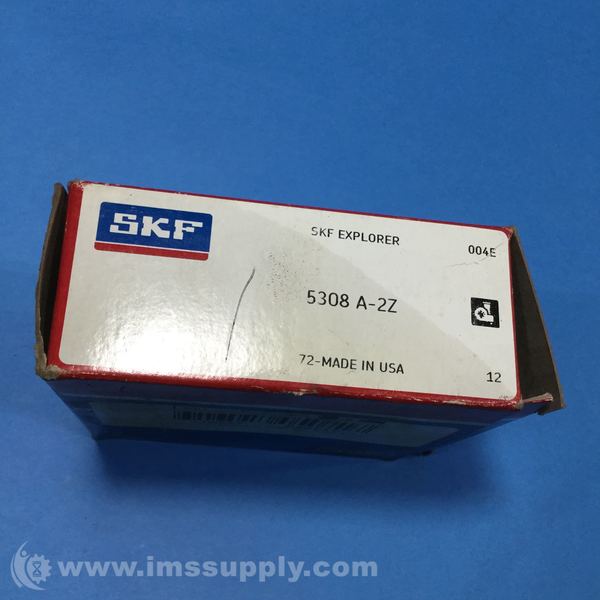 SKF
SKF EXPLORER
004E
5308 A-2Z
72-MADE IN USA
12
www.imssupply.com